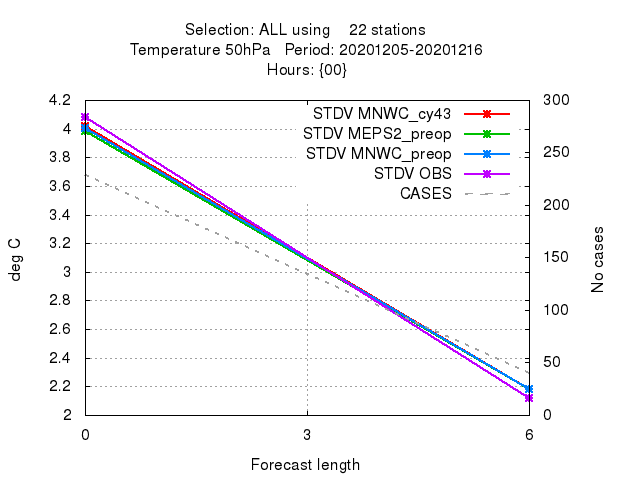 Selection: ALL using    22 stations
Temperature 50hPa   Period: 20201205-20201216
Hours: {00}
4.2
4
3.8
3.6
3.4
3.2
3
2.8
2.6
2.4
2.2
2
deg C
STDV MNWC_cy43
STDV MEPS2_preop
STDV MNWC_preop
STDV OBS
CASES
300
250
200
150
100
50
0
No cases
0 3 6
Forecast length